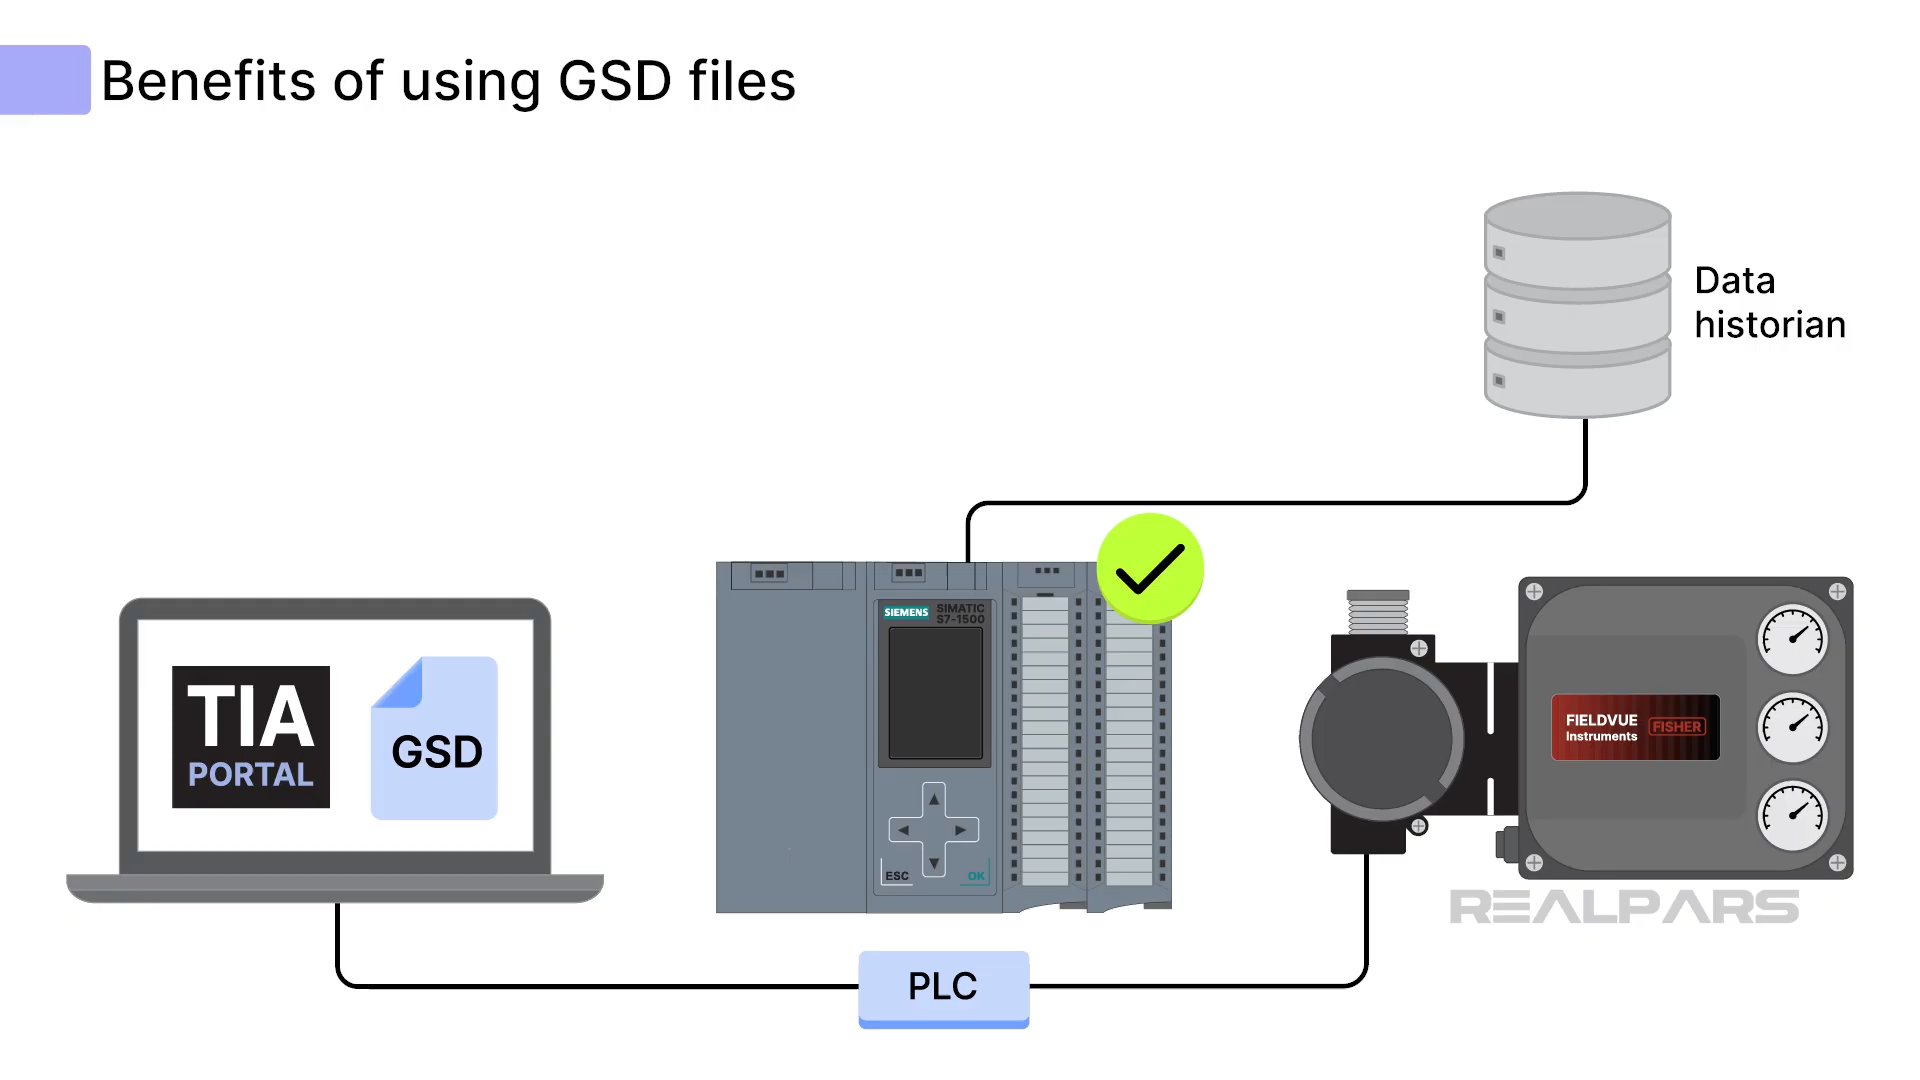 Benefits of using GSD files
Data
historian
SIEMENS
SIMATIC
S7-1500
TIA
PORTAL
GSD
FIELDVUE
Instruments
FISHER
ESC
OK
REALPARS
PLC